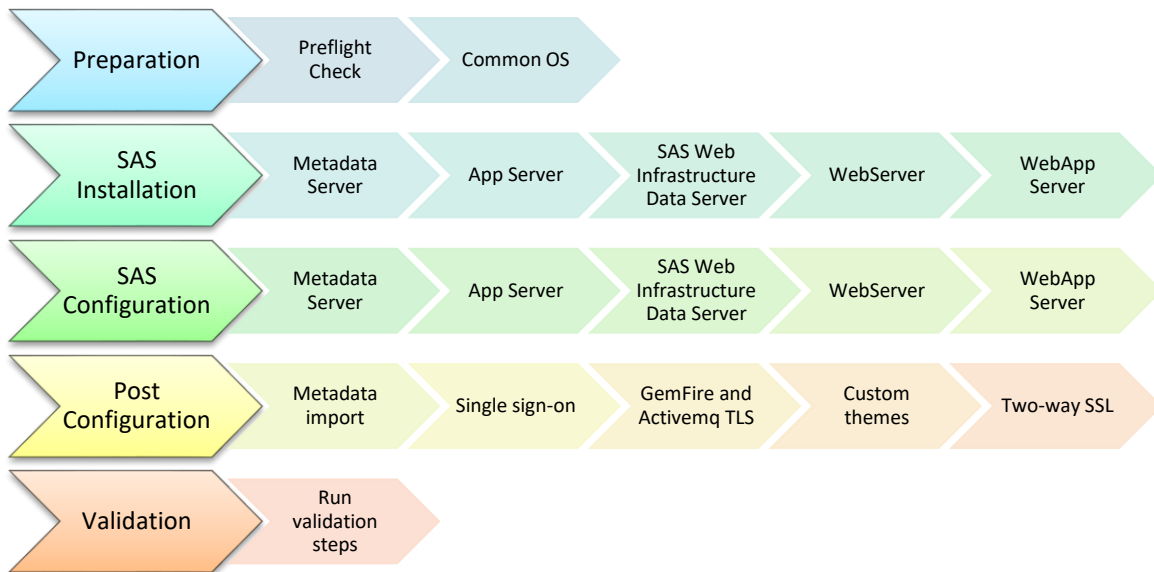 Preparation
Preflight
Check
Common OS
SAS
Installation
Metadata
Server
App Server
SAS Web
Infrastructure
Data Server
WebServer
WebApp
Server
SAS
Configuration
Metadata
Server
App Server
SAS Web
Infrastructure
Data Server
WebServer
WebApp
Server
Post
Configuration
Metadata
import
Single sign-on
GemFire and
Activemq TLS
Custom
themes
Two-way SSL
Validation
Run
validation
steps